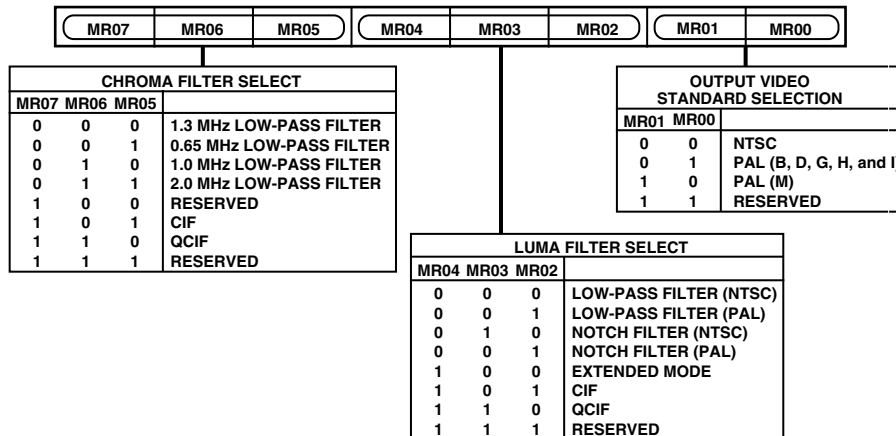 MR07 MR06 MR05 MR04 MR03 MR02 MR01 MR00
CHROMA FILTER SELECT
MR07 MR06 MR05
0 0 0 1.3 MHz LOW-PASS FILTER
0 0 1 0.65 MHz LOW-PASS FILTER
0 1 0 1.0 MHz LOW-PASS FILTER
0 1 1 2.0 MHz LOW-PASS FILTER
1 0 0 RESERVED
1 0 1 CIF
1 1 0 QCIF
1 1 1 RESERVED
OUTPUT VIDEO
STANDARD SELECTION
MR01 MR00
0 0 NTSC
0 1 PAL (B, D, G, H, and I)
1 0 PAL (M)
1 1 RESERVED
LUMA FILTER SELECT
MR04 MR03 MR02
0 0 0 LOW-PASS FILTER (NTSC)
0 0 1 LOW-PASS FILTER (PAL)
0 1 0 NOTCH FILTER (NTSC)
0 0 1 NOTCH FILTER (PAL)
1 0 0 EXTENDED MODE
1 0 1 CIF
1 1 0 QCIF
1 1 1 RESERVED